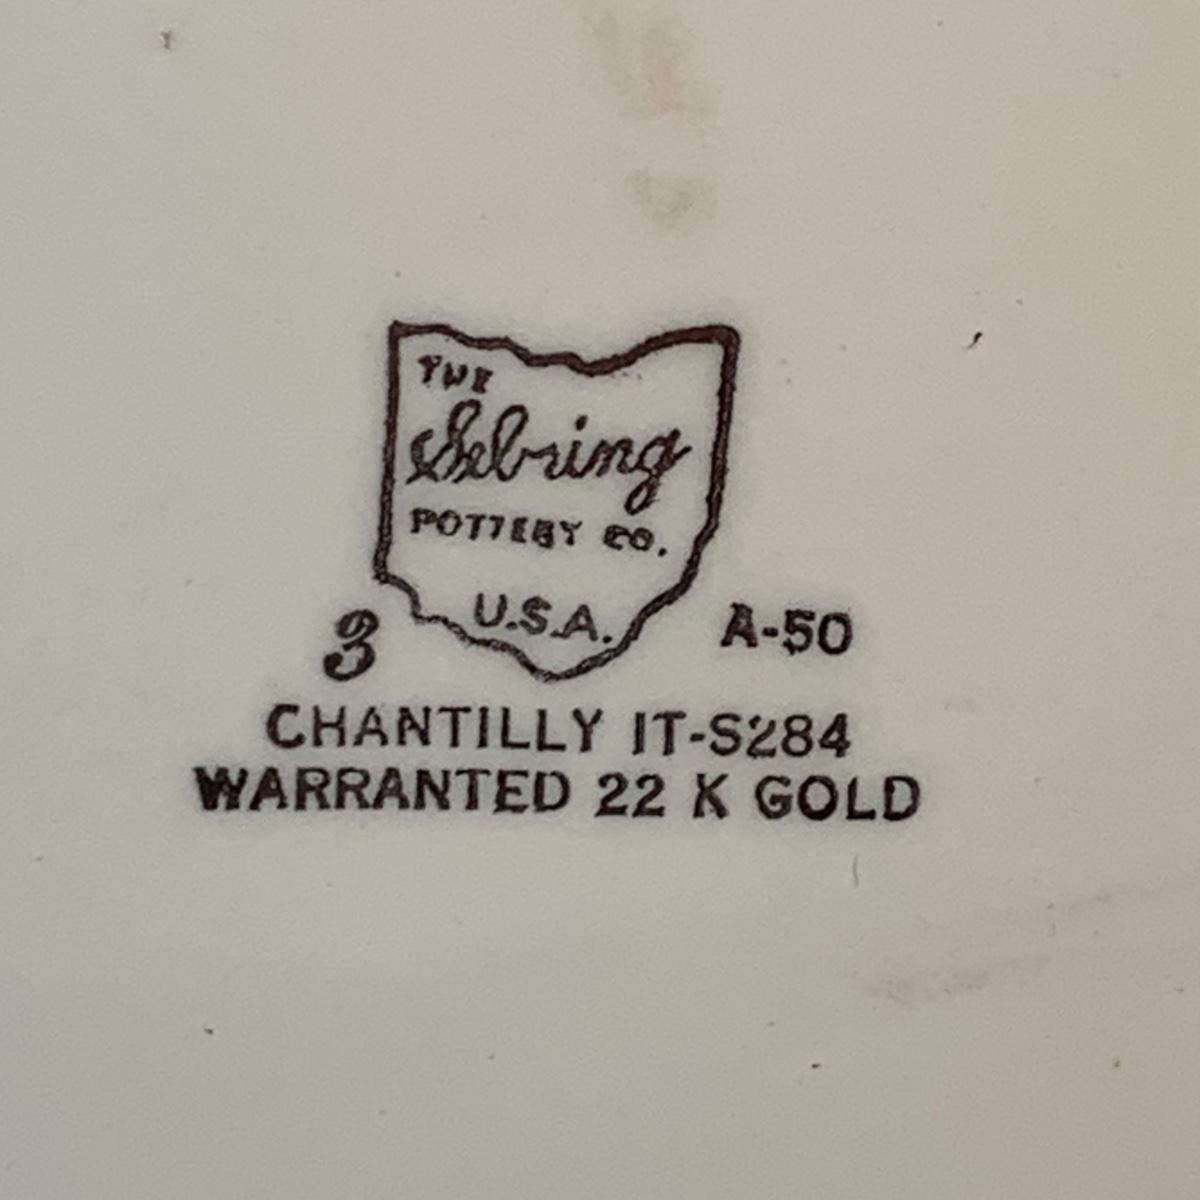 THE
Sebring
POTTERY CO.
U.S.A.
3 A-50
CHANTILLY IT-S284
WARRANTED 22 K GOLD